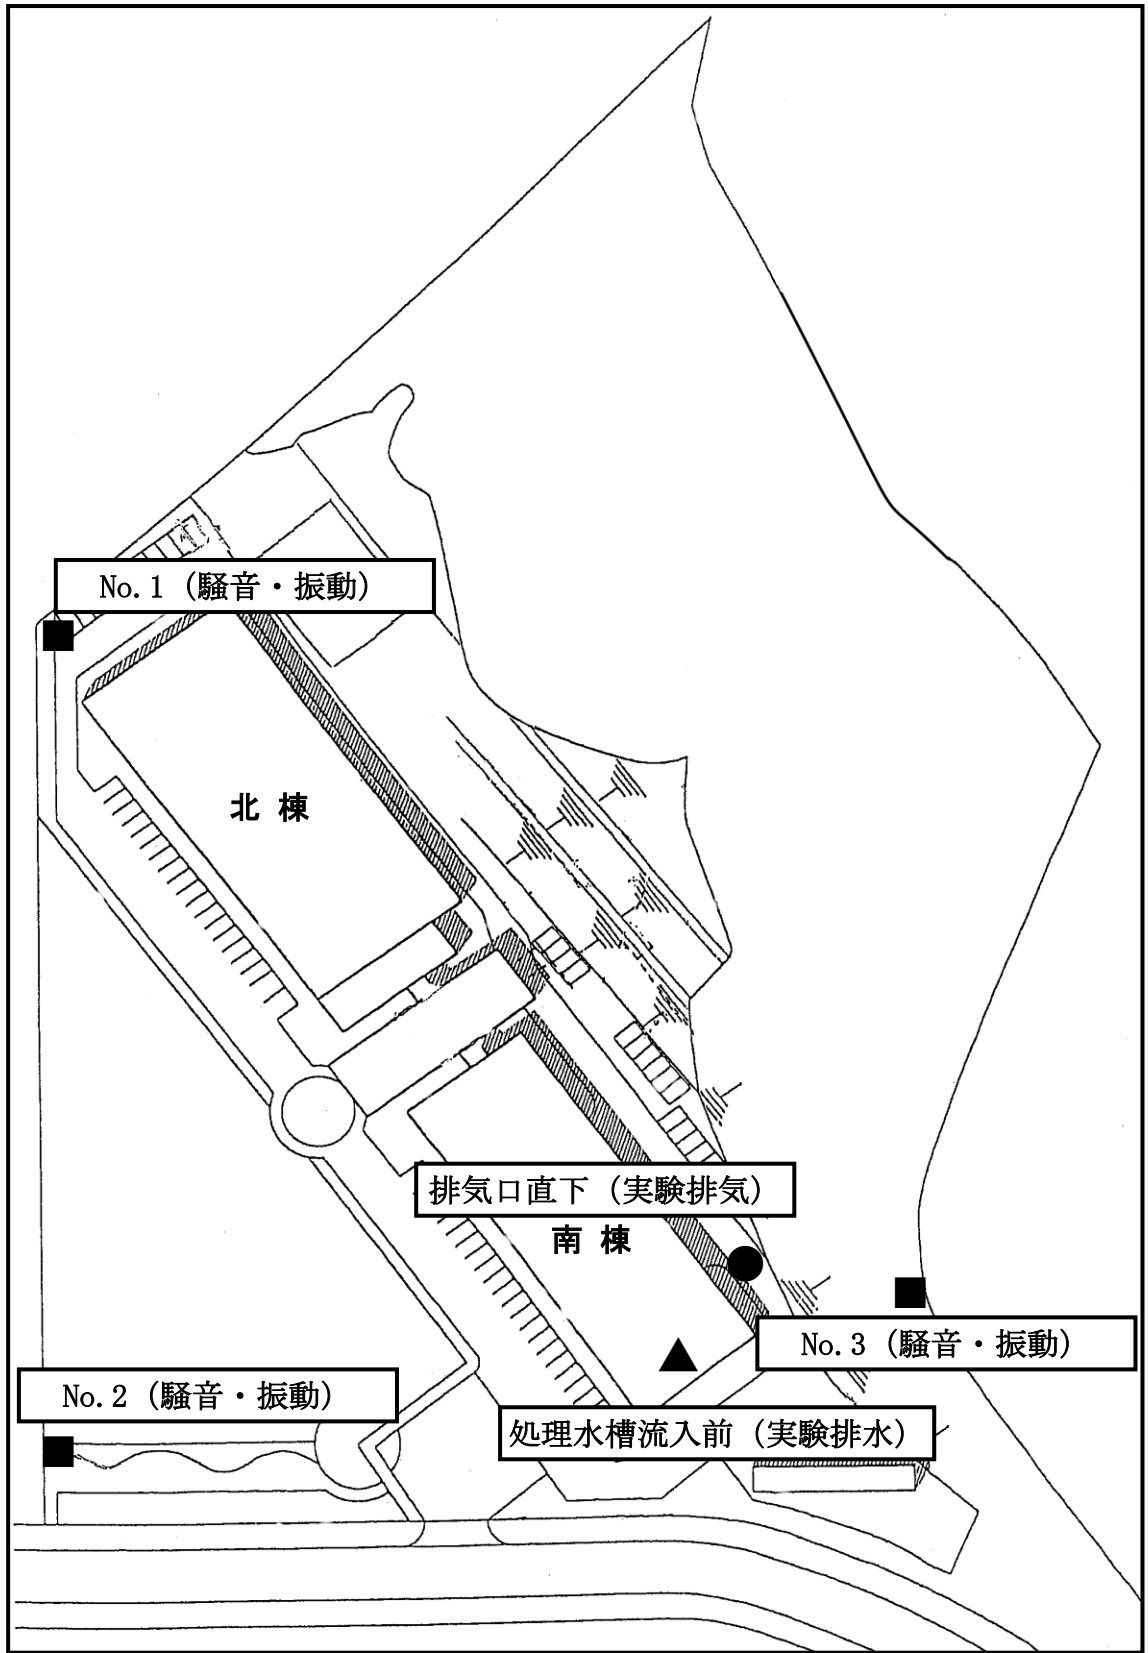 No.1（騒音・振動）
北 棟
排気口直下（実験排気）
南 棟
No.3（騒音・振動）
No.2（騒音・振動）
処理水槽流入前（実験排水）